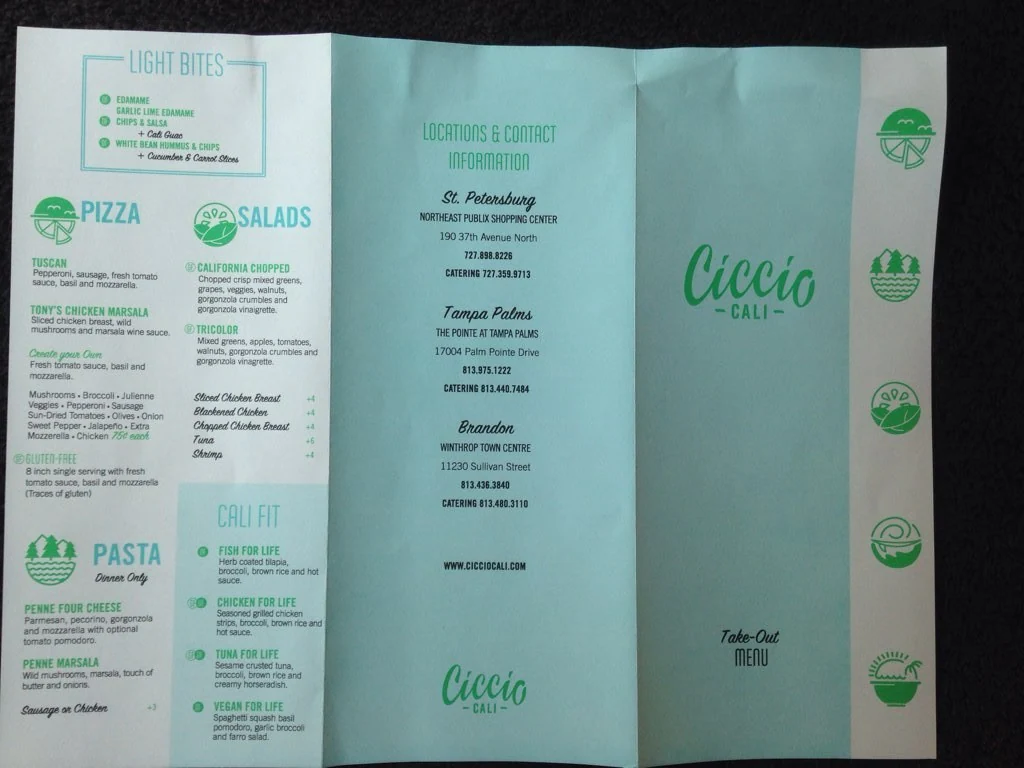 LIGHT BITES
EDAMAME
GARLIC LIME EDAMAME
CHIPS & SALSA
+ Cali Guac
WHITE BEAN HUMMUS & CHIPS
+ Cucumber & Carrot Slices
PIZZA
TUSCAN
Pepperoni, sausage, fresh tomato
sauce, basil and mozzarella.
TONY'S CHICKEN MARSALA
Sliced chicken breast, wild
mushrooms and marsala wine sauce.
Create your Own
Fresh tomato sauce, basil and
mozzarella.
Mushrooms • Broccoli • Julienne
Veggies • Pepperoni • Sausage
Sun-Dried Tomatoes • Olives • Onion
Sweet Pepper • Jalapeño • Extra
Mozzerella • Chicken 75¢ each
GLUTEN-FREE
8 inch single serving with fresh
tomato sauce, basil and mozzarella
(Traces of gluten)
PASTA
Dinner Only
PENNE FOUR CHEESE
Parmesan, pecorino, gorgonzola
and mozzarella with optional
tomato pomodoro.
PENNE MARSALA
Wild mushrooms, marsala, touch of
butter and onions.
Sausage or Chicken +3
SALADS
CALIFORNIA CHOPPED
Chopped crisp mixed greens,
grapes, veggies, walnuts,
gorgonzola crumbles and
gorgonzola vinaigrette.
TRICOLOR
Mixed greens, apples, tomatoes,
walnuts, gorgonzola crumbles and
gorgonzola vinagrette.
Sliced Chicken Breast +4
Blackened Chicken +4
Chopped Chicken Breast +4
Tuna +6
Shrimp +4
CALI FIT
FISH FOR LIFE
Herb coated tilapia,
broccoli, brown rice and hot
sauce.
CHICKEN FOR LIFE
Seasoned grilled chicken
strips, broccoli, brown rice and
hot sauce.
TUNA FOR LIFE
Sesame crusted tuna,
broccoli, brown rice and
creamy horseradish.
VEGAN FOR LIFE
Spaghetti squash basil
pomodoro, garlic broccoli
and farro salad.
LOCATIONS & CONTACT
INFORMATION
St. Petersburg
NORTHEAST PUBLIX SHOPPING CENTER
190 37th Avenue North
727.898.8226
CATERING 727.359.9713
Tampa Palms
THE POINTE AT TAMPA PALMS
17004 Palm Pointe Drive
813.975.1222
CATERING 813.440.7484
Brandon
WINTHROP TOWN CENTRE
11230 Sullivan Street
813.436.3840
CATERING 813.480.3110
WWW.CICCIOCALI.COM
Ciccio
- CALI -
Ciccio
- CALI -
Take-Out
MENU